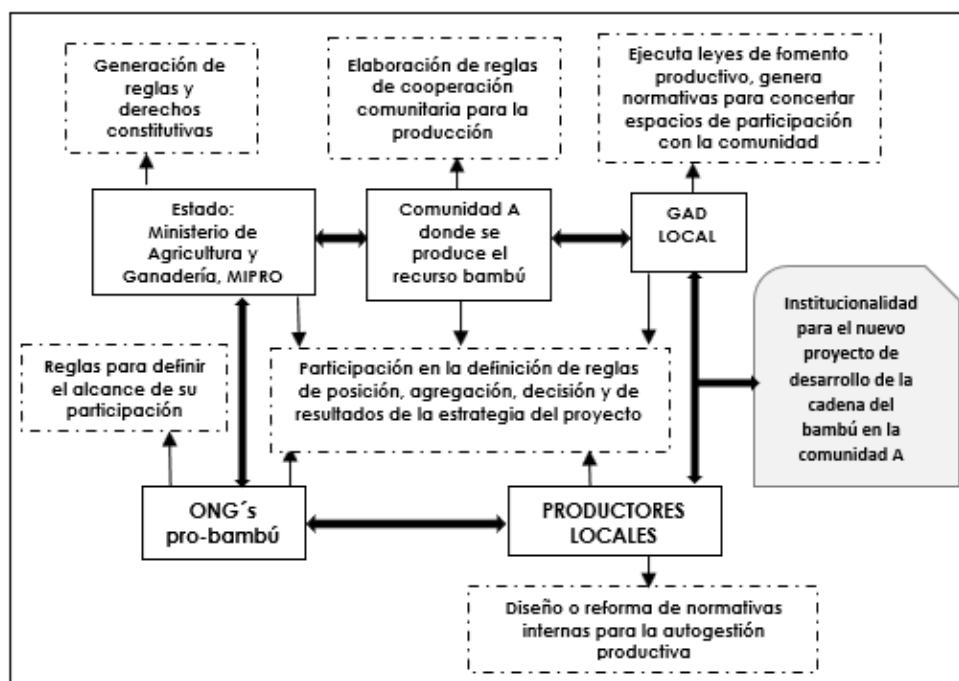 Generación de
reglas y
derechos
constitutivas
Elaboración de reglas
de cooperación
comunitaria para la
producción
Ejecuta leyes de fomento
productivo, genera
normativas para concertar
espacios de participación
con la comunidad
Estado:
Ministerio de
Agricultura y
Ganadería, MIPRO
Comunidad A
donde se
produce el
recurso bambú
GAD
LOCAL
Institucionalidad
para el nuevo
proyecto de
desarrollo de la
cadena del
bambú en la
comunidad A
Reglas para definir
el alcance de su
participación
Participación en la definición de reglas
de posición, agregación, decisión y de
resultados de la estrategia del proyecto
ONG´s
pro-bambú
PRODUCTORES
LOCALES
Diseño o reforma de normativas
internas para la autogestión
productiva